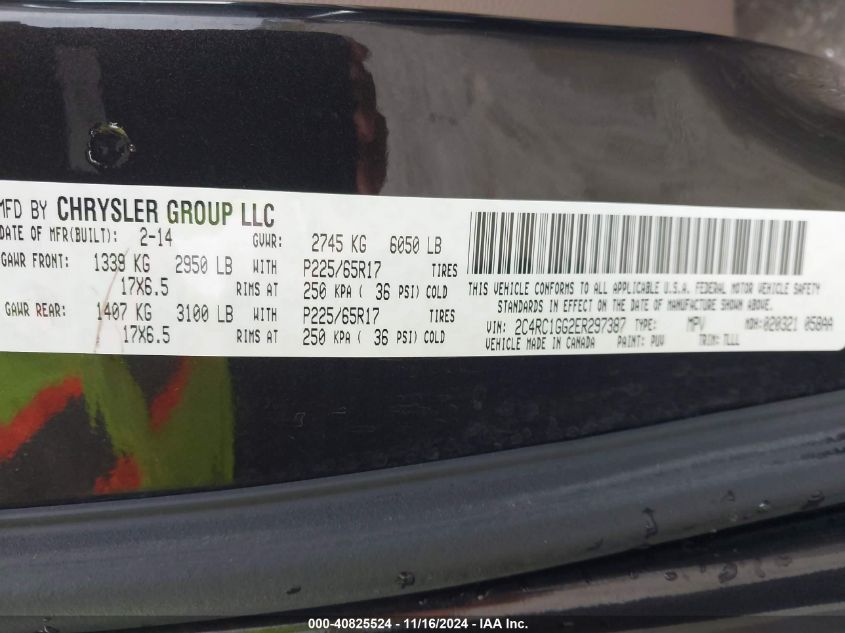 MFD BY CHRYSLER GROUP LLC
DATE OF MFR(BUILT): 2-14 GVWR: 2745 KG 6050 LB
GAWR FRONT: 1339 KG 2950 LB WITH P225/65R17 TIRES
17X6.5 RIMS AT 250 KPA ( 36 PSI) COLD
GAWR REAR: 1407 KG 3100 LB WITH P225/65R17 TIRES
17X6.5 RIMS AT 250 KPA ( 36 PSI) COLD
THIS VEHICLE CONFORMS TO ALL APPLICABLE U.S.A. FEDERAL MOTOR VEHICLE SAFETY
STANDARDS IN EFFECT ON THE DATE OF MANUFACTURE SHOWN ABOVE.
VIN: 2C4RC1GG2ER297387 TYPE: MPV MDH: 020321 058AA
VEHICLE MADE IN CANADA PAINT: PUV TRIM: TLLL
000-40825524 - 11/16/2024 - IAA Inc.